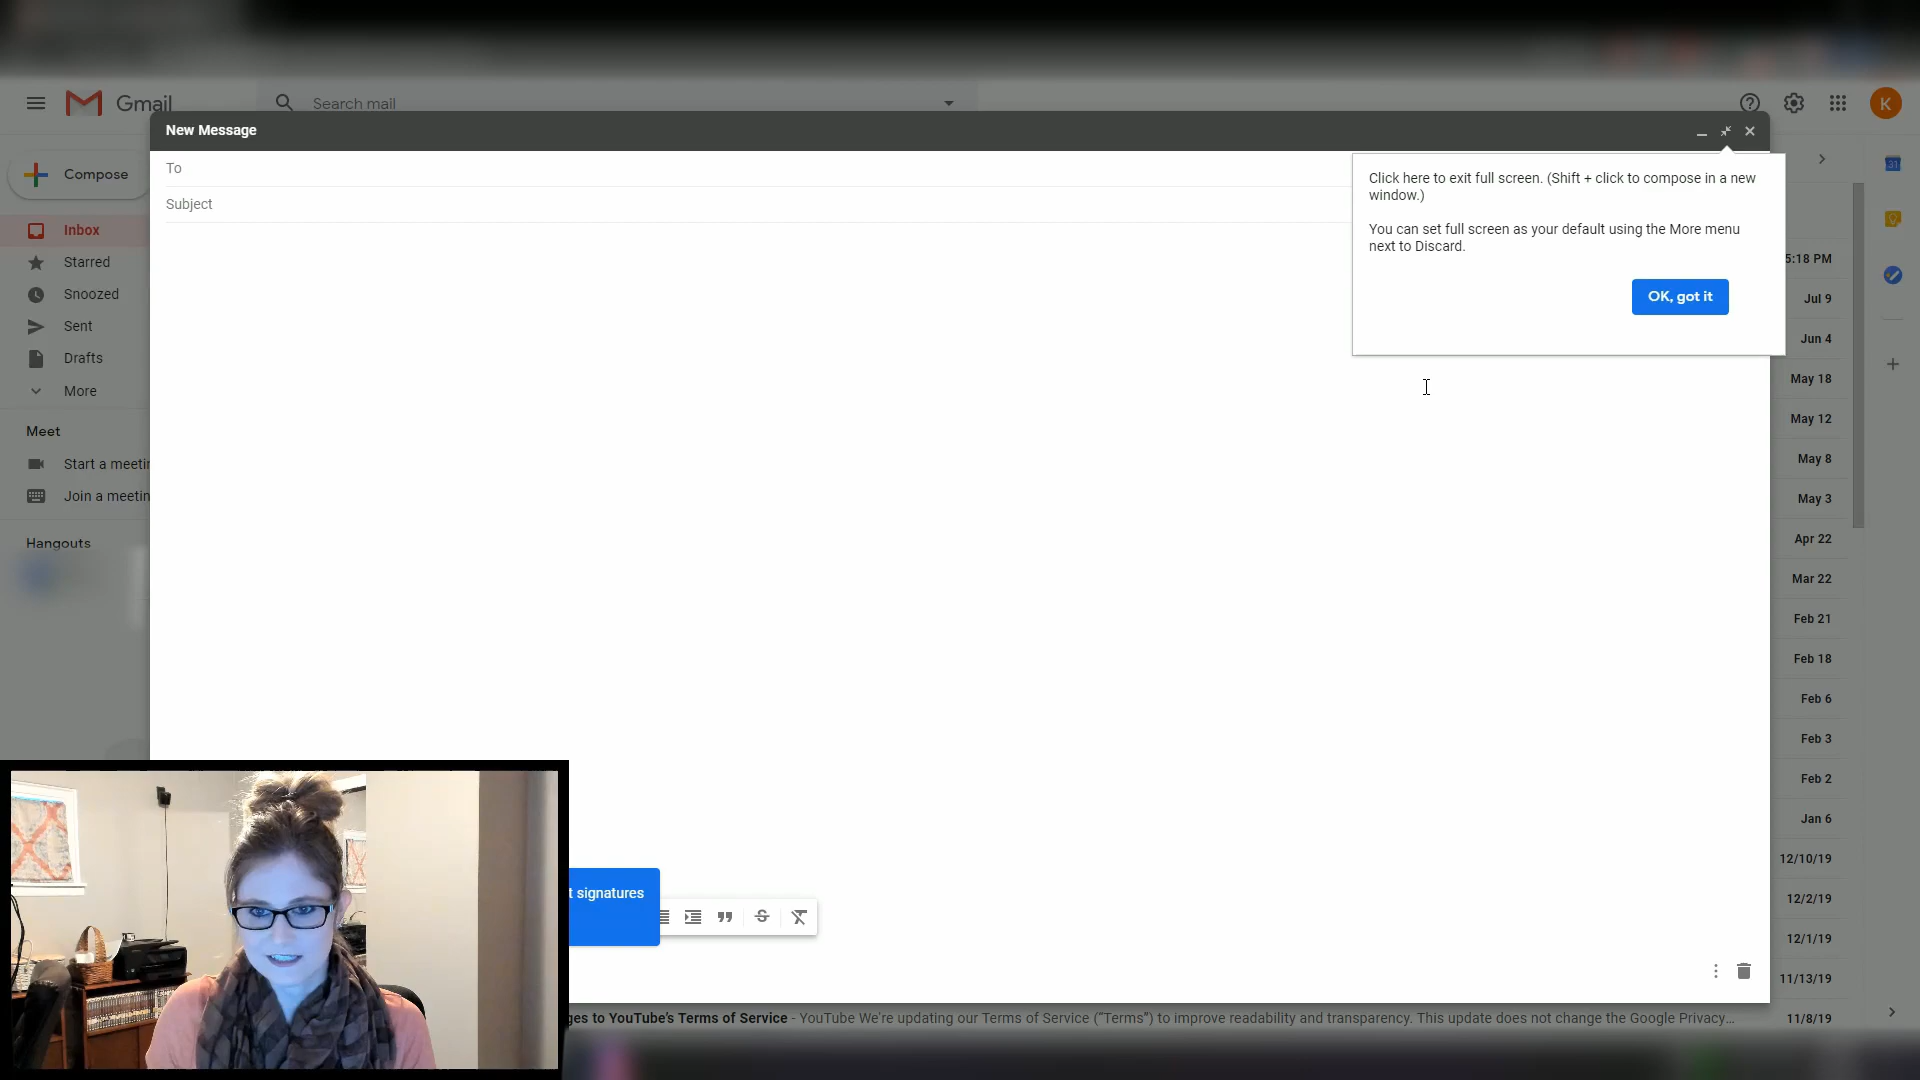 Gmail
Search mail
K
New Message
Compose
To
Click here to exit full screen. (Shift + click to compose in a new
window.)
Subject
You can set full screen as your default using the More menu
next to Discard.
OK, got it
31
Inbox
Starred
Snoozed
Sent
Drafts
More
Meet
Start a meetin
Join a meetin
Hangouts
5:18 PM
Jul 9
Jun 4
May 18
May 12
May 8
May 3
Apr 22
Mar 22
Feb 21
Feb 18
Feb 6
Feb 3
Feb 2
Jan 6
12/10/19
12/2/19
12/1/19
11/13/19
t signatures
ges to YouTube's Terms of Service - YouTube We're updating our Terms of Service ("Terms") to improve readability and transparency. This update does not change the Google Privacy...
11/8/19